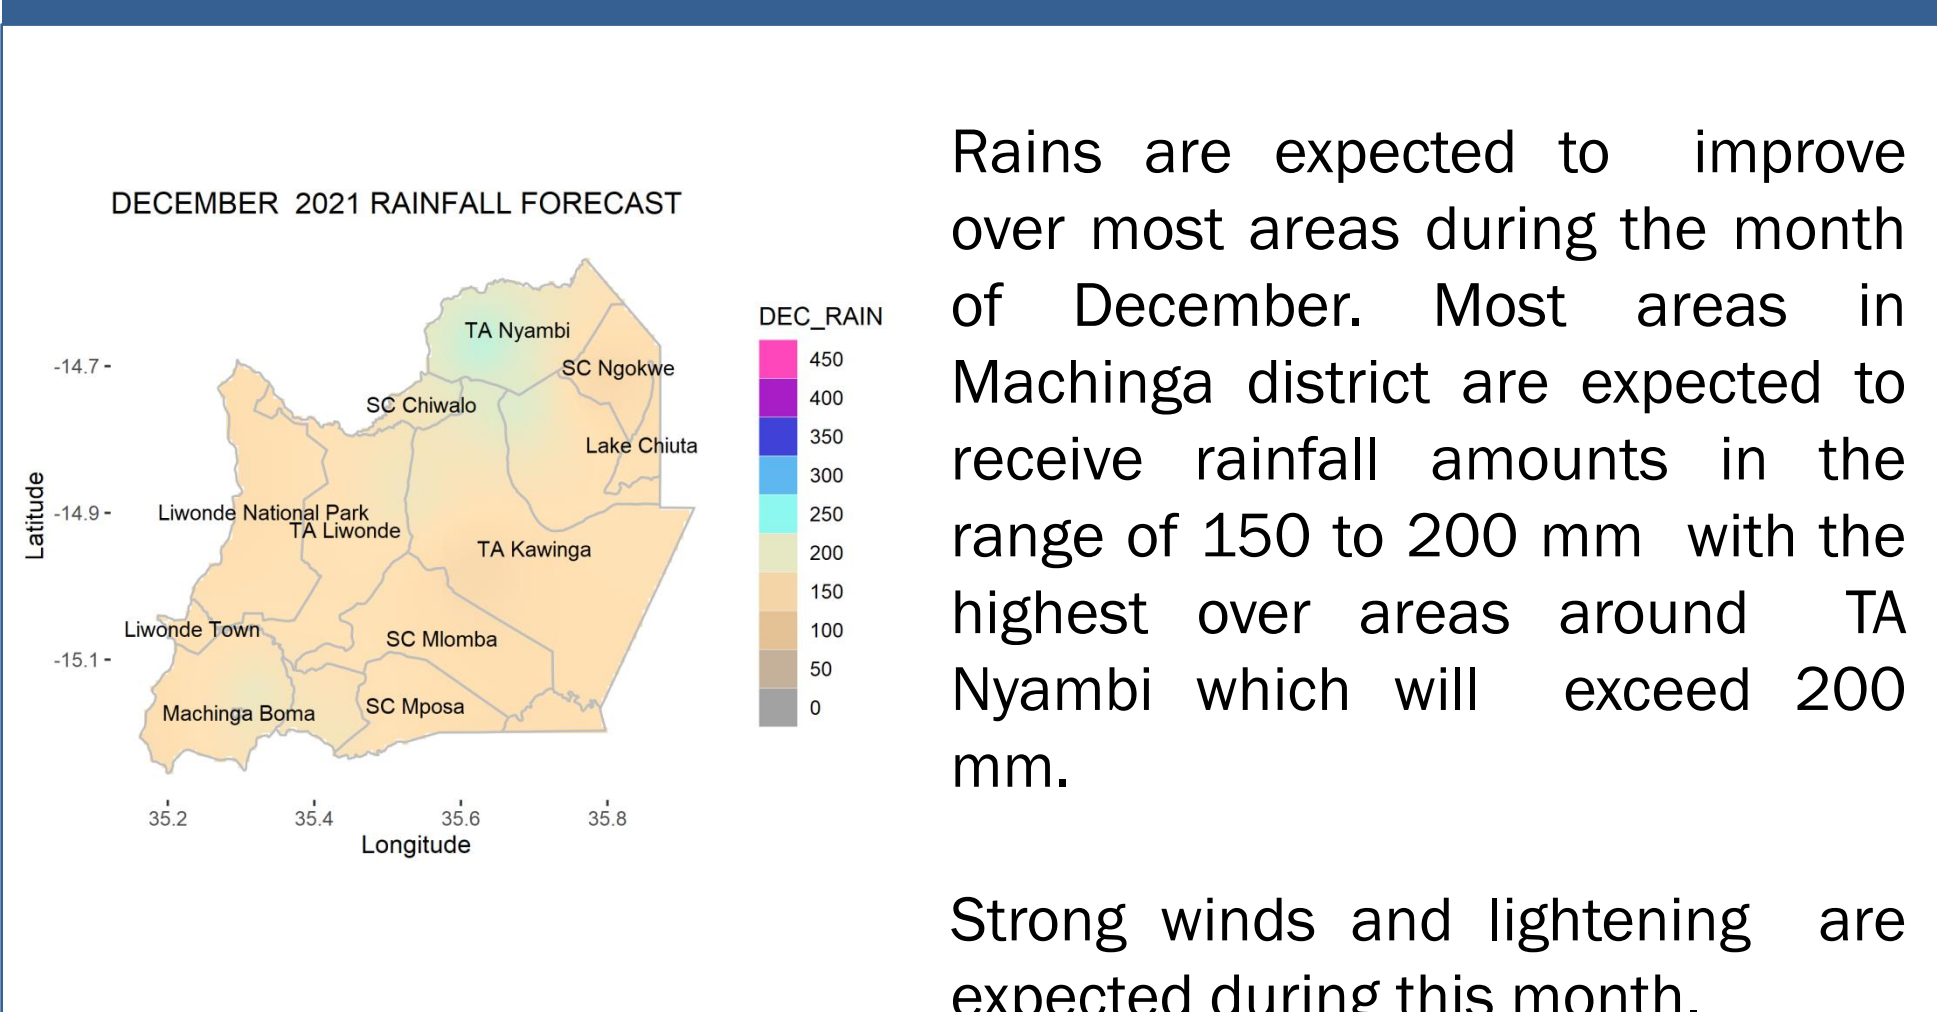 DECEMBER 2021 RAINFALL FORECAST
TA Nyambi
SC Ngokwe
SC Chiwalo
Lake Chiuta
Liwonde National Park
TA Liwonde
TA Kawinga
Liwonde Town
SC Mlomba
SC Mposa
Machinga Boma
Latitude
-14.7
-14.9
-15.1
35.2
35.4
35.6
35.8
Longitude
DEC_RAIN
450
400
350
300
250
200
150
100
50
0
Rains are expected to improve
over most areas during the month
of December. Most areas in
Machinga district are expected to
receive rainfall amounts in the
range of 150 to 200 mm with the
highest over areas around TA
Nyambi which will exceed 200
mm.
Strong winds and lightening are
expected during this month.